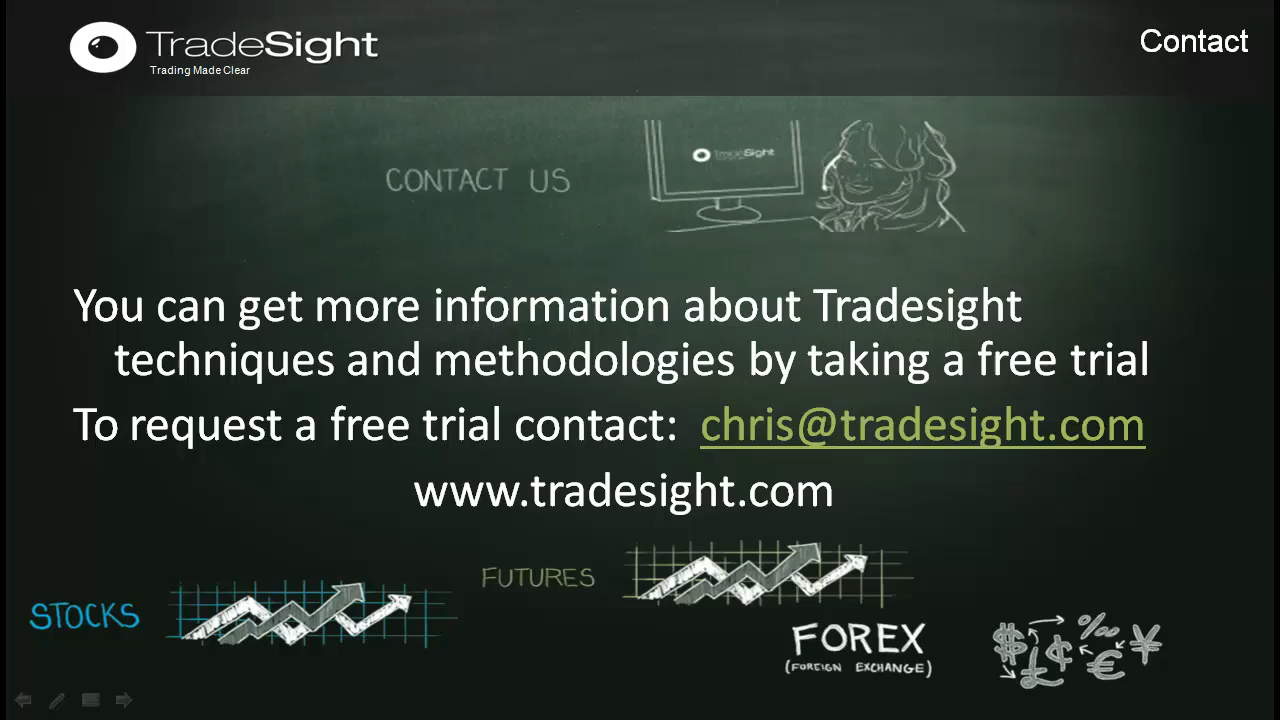 TradeSight
Trading Made Clear
Contact
CONTACT US
TradeSight
You can get more information about Tradesight
techniques and methodologies by taking a free trial
To request a free trial contact: chris@tradesight.com
www.tradesight.com
FUTURES
STOCKS
FOREX
(FOREIGN EXCHANGE)
$ £ ¢ ‰ € ¥